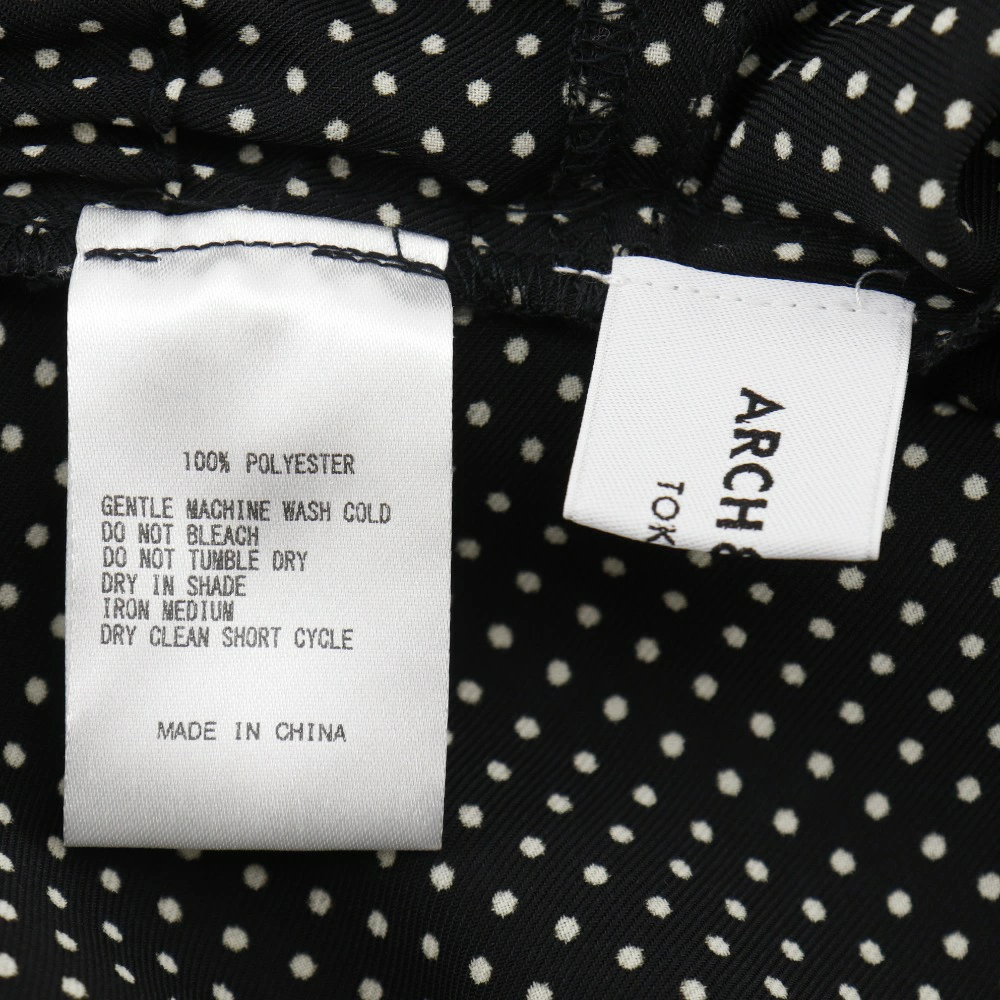 100% POLYESTER
GENTLE MACHINE WASH COLD
DO NOT BLEACH
DO NOT TUMBLE DRY
DRY IN SHADE
IRON MEDIUM
DRY CLEAN SHORT CYCLE
MADE IN CHINA
ARCH &
TOK